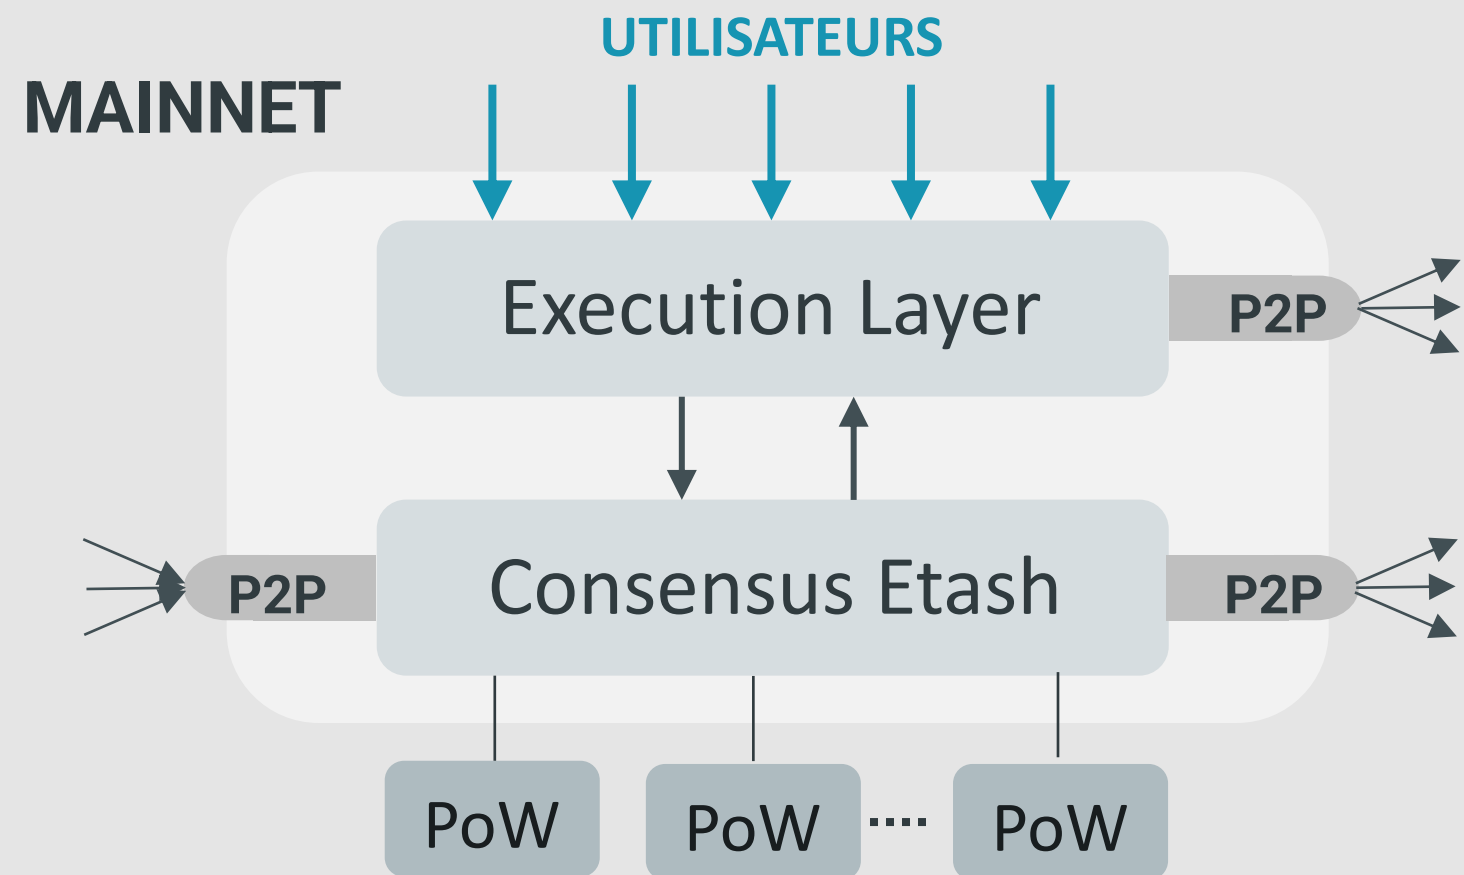 UTILISATEURS
MAINNET
Execution Layer
P2P
P2P
Consensus Etash
P2P
PoW
PoW
PoW